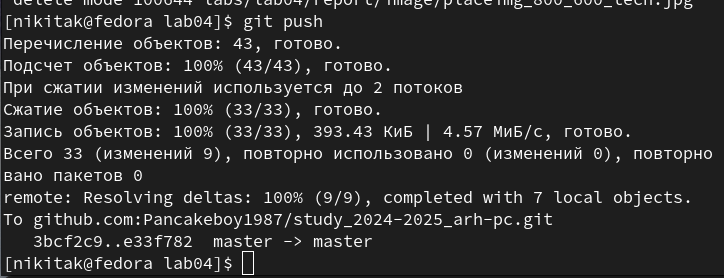 delete mode 100644 labs/lab04/report/image/placeimg_800_600_tech.jpg
[nikitak@fedora lab04]$ git push
Перечисление объектов: 43, готово.
Подсчет объектов: 100% (43/43), готово.
При сжатии изменений используется до 2 потоков
Сжатие объектов: 100% (33/33), готово.
Запись объектов: 100% (33/33), 393.43 КиБ | 4.57 МиБ/с, готово.
Всего 33 (изменений 9), повторно использовано 0 (изменений 0), повторно
вано пакетов 0
remote: Resolving deltas: 100% (9/9), completed with 7 local objects.
To github.com:Pancakeboy1987/study_2024-2025_arh-pc.git
3bcf2c9..e33f782 master -> master
[nikitak@fedora lab04]$